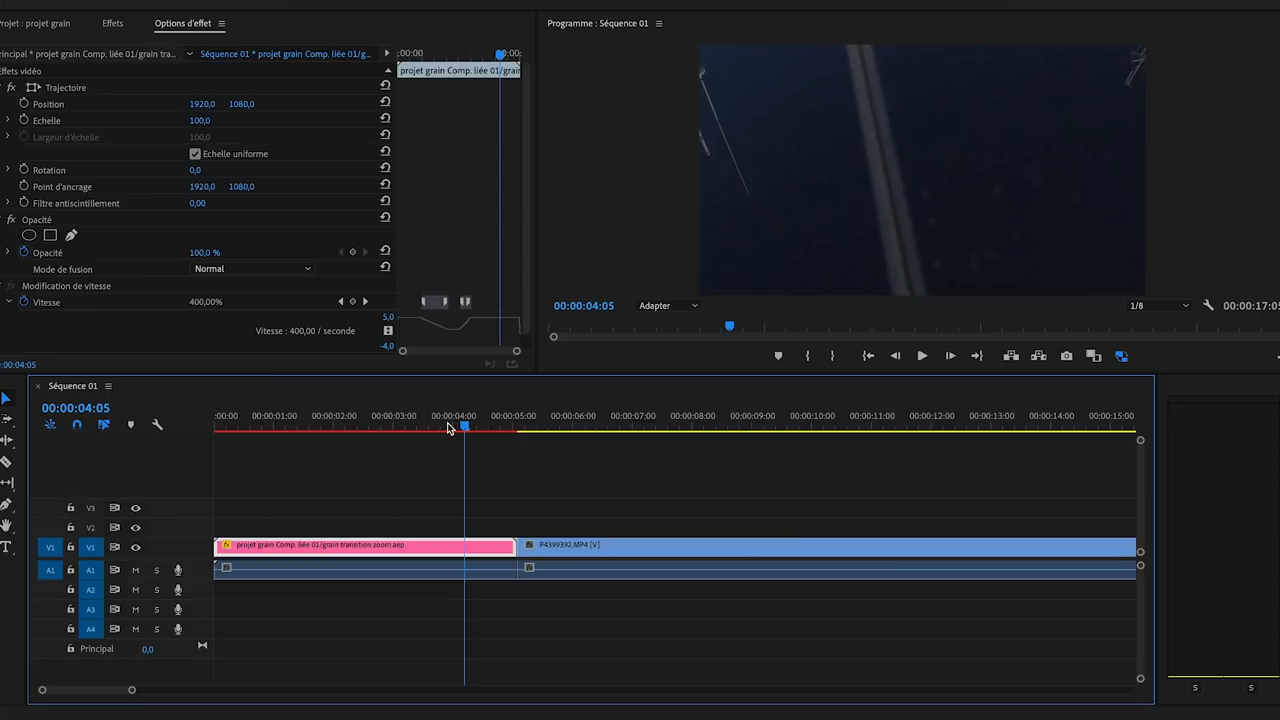 Projet : projet grain
Effets
Options d'effet
Programme : Séquence 01
rincipal * projet grain Comp. liée 01/grain tra...
Séquence 01 * projet grain Comp. liée 01/g...
:00:00
00:00:
Effets vidéo
projet grain Comp. liée 01/grain
fx Trajectoire
Position 1920,0 1080,0
Echelle 100,0
Largeur d'échelle 100,0
Echelle uniforme
Rotation 0,0
Point d'ancrage 1920,0 1080,0
Filtre antiscintillement 0,00
fx Opacité
Opacité 100,0 %
Mode de fusion Normal
fx Modification de vitesse
Vitesse 400,00%
5,0
Vitesse : 400,00 / seconde
-4,0
00:00:04:05
Adapter
1/8
00:00:17:05
0:00:04:05
Séquence 01
00:00:04:05
:00:00 00:00:01:00 00:00:02:00 00:00:03:00 00:00:04:00 00:00:05:00 00:00:06:00 00:00:07:00 00:00:08:00 00:00:09:00 00:00:10:00 00:00:11:00 00:00:12:00 00:00:13:00 00:00:14:00 00:00:15:00
V3
V2
V1 V1
fx projet grain Comp. liée 01/grain transition zoom.aep
fx P4399392.MP4 [V]
A1 A1 M S
A2 M S
A3 M S
A4 M S
Principal 0,0
S S